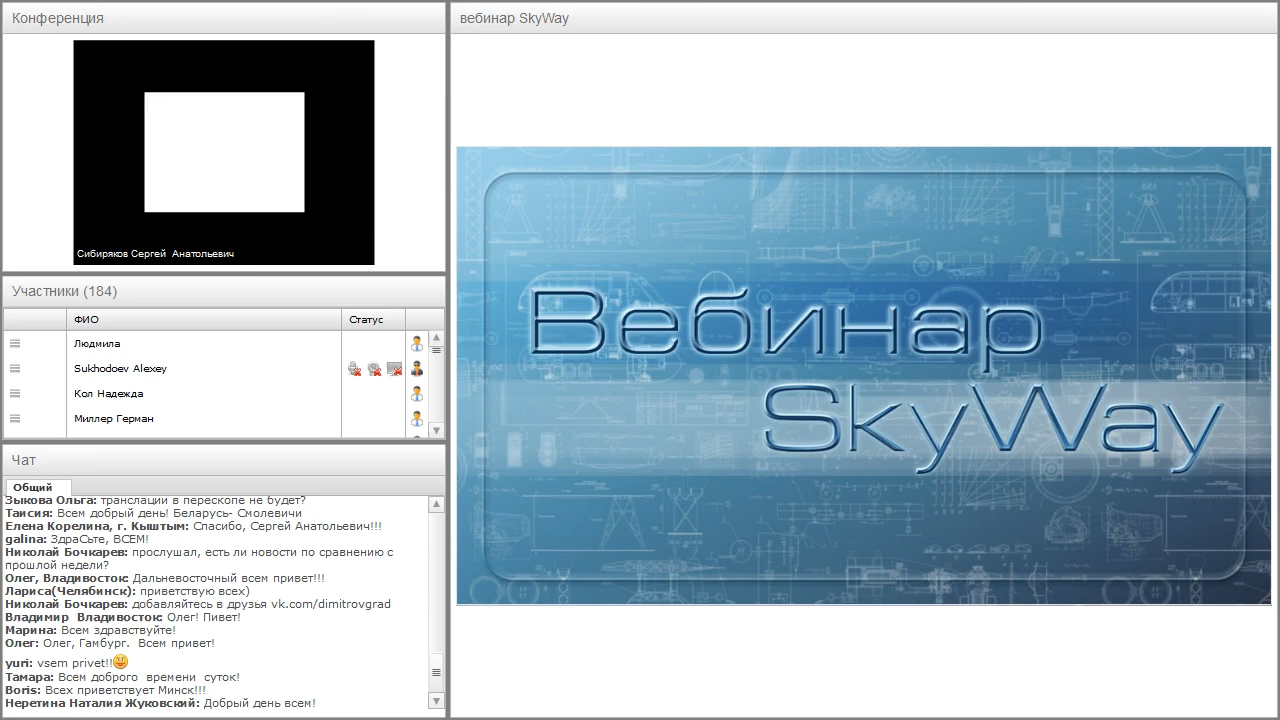 Конференция
Сибиряков Сергей  Анатольевич
Участники (184)
ФИО Статус
Людмила
Sukhodoev Alexey
Кол Надежда
Миллер Герман
Чат
Общий
Зыкова Ольга: транслации в перескопе не будет?
Таисия: Всем добрый день! Беларусь- Смолевичи
Елена Корелина, г. Кыштым: Спасибо, Сергей Анатольевич!!!
galina: ЗдраСьте, ВСЕМ!
Николай Бочкарев: прослушал, есть ли новости по сравнению с
прошлой недели?
Олег, Владивосток: Дальневосточный всем привет!!!
Лариса(Челябинск): приветствую всех)
Николай Бочкарев: добавляйтесь в друзья vk.com/dimitrovgrad
Владимир  Владивосток: Олег! Пивет!
Марина: Всем здравствуйте!
Олег: Олег, Гамбург.  Всем привет!
yuri: vsem privet!!
Тамара: Всем доброго  времени  суток!
Boris: Всех приветствует Минск!!!
Неретина Наталия Жуковский: Добрый день всем!
вебинар SkyWay
Вебинар
SkyWay